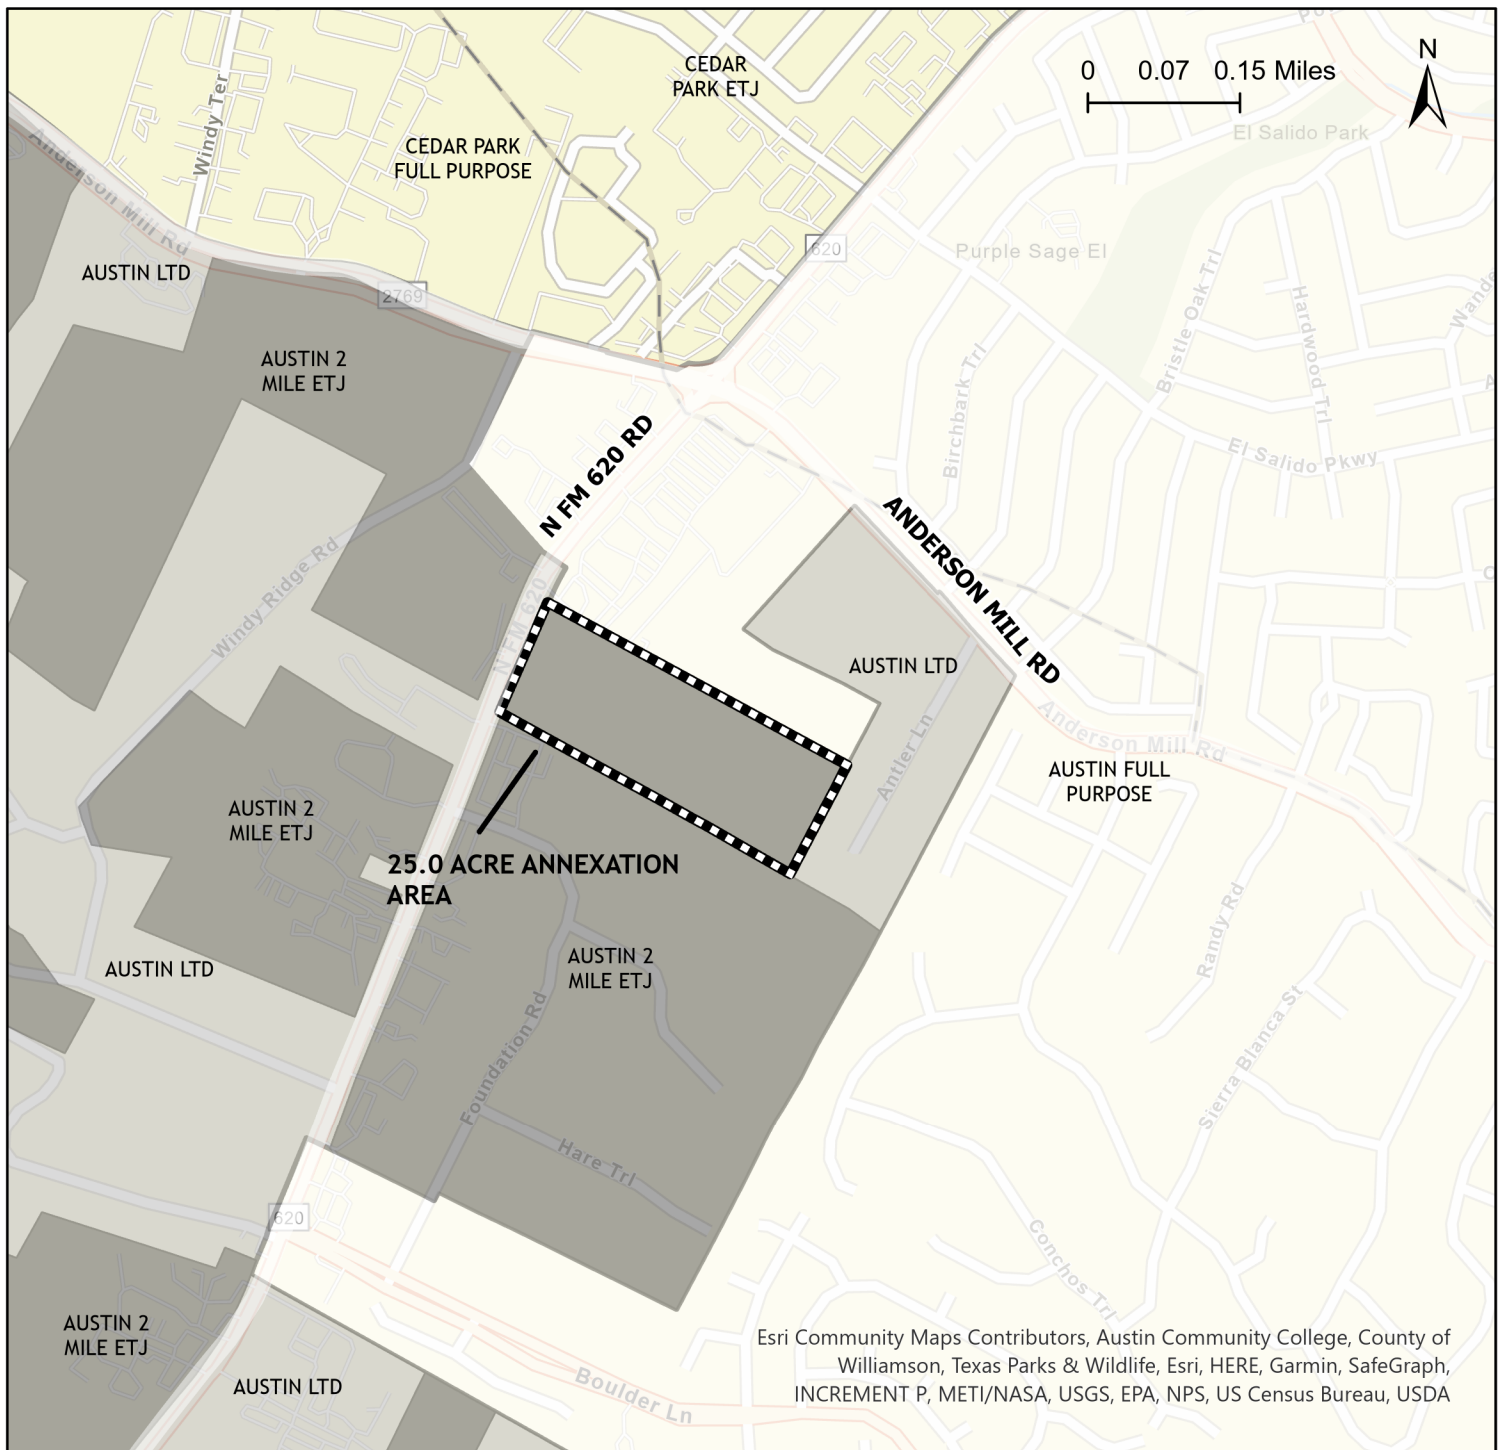 CEDAR
PARK ETJ
0 0.07 0.15 Miles
N
Windy Ter
CEDAR PARK
FULL PURPOSE
El Salido Park
Anderson Mill Rd
AUSTIN LTD
620
Purple Sage El
2769
Bristle Oak Trl
Hardwood Trl
AUSTIN 2
MILE ETJ
Birchbark Trl
N FM 620 RD
El Salido Pkwy
ANDERSON MILL RD
Windy Ridge Rd
N FM 620
AUSTIN LTD
Antler Ln
Anderson Mill Rd
AUSTIN FULL
PURPOSE
AUSTIN 2
MILE ETJ
25.0 ACRE ANNEXATION
AREA
AUSTIN LTD
AUSTIN 2
MILE ETJ
Randy Rd
Foundation Rd
Sierra Blanca St
Hare Trl
620
Conchos Trl
AUSTIN 2
MILE ETJ
AUSTIN LTD
Boulder Ln
Esri Community Maps Contributors, Austin Community College, County of
Williamson, Texas Parks & Wildlife, Esri, HERE, Garmin, SafeGraph,
INCREMENT P, METI/NASA, USGS, EPA, NPS, US Census Bureau, USDA